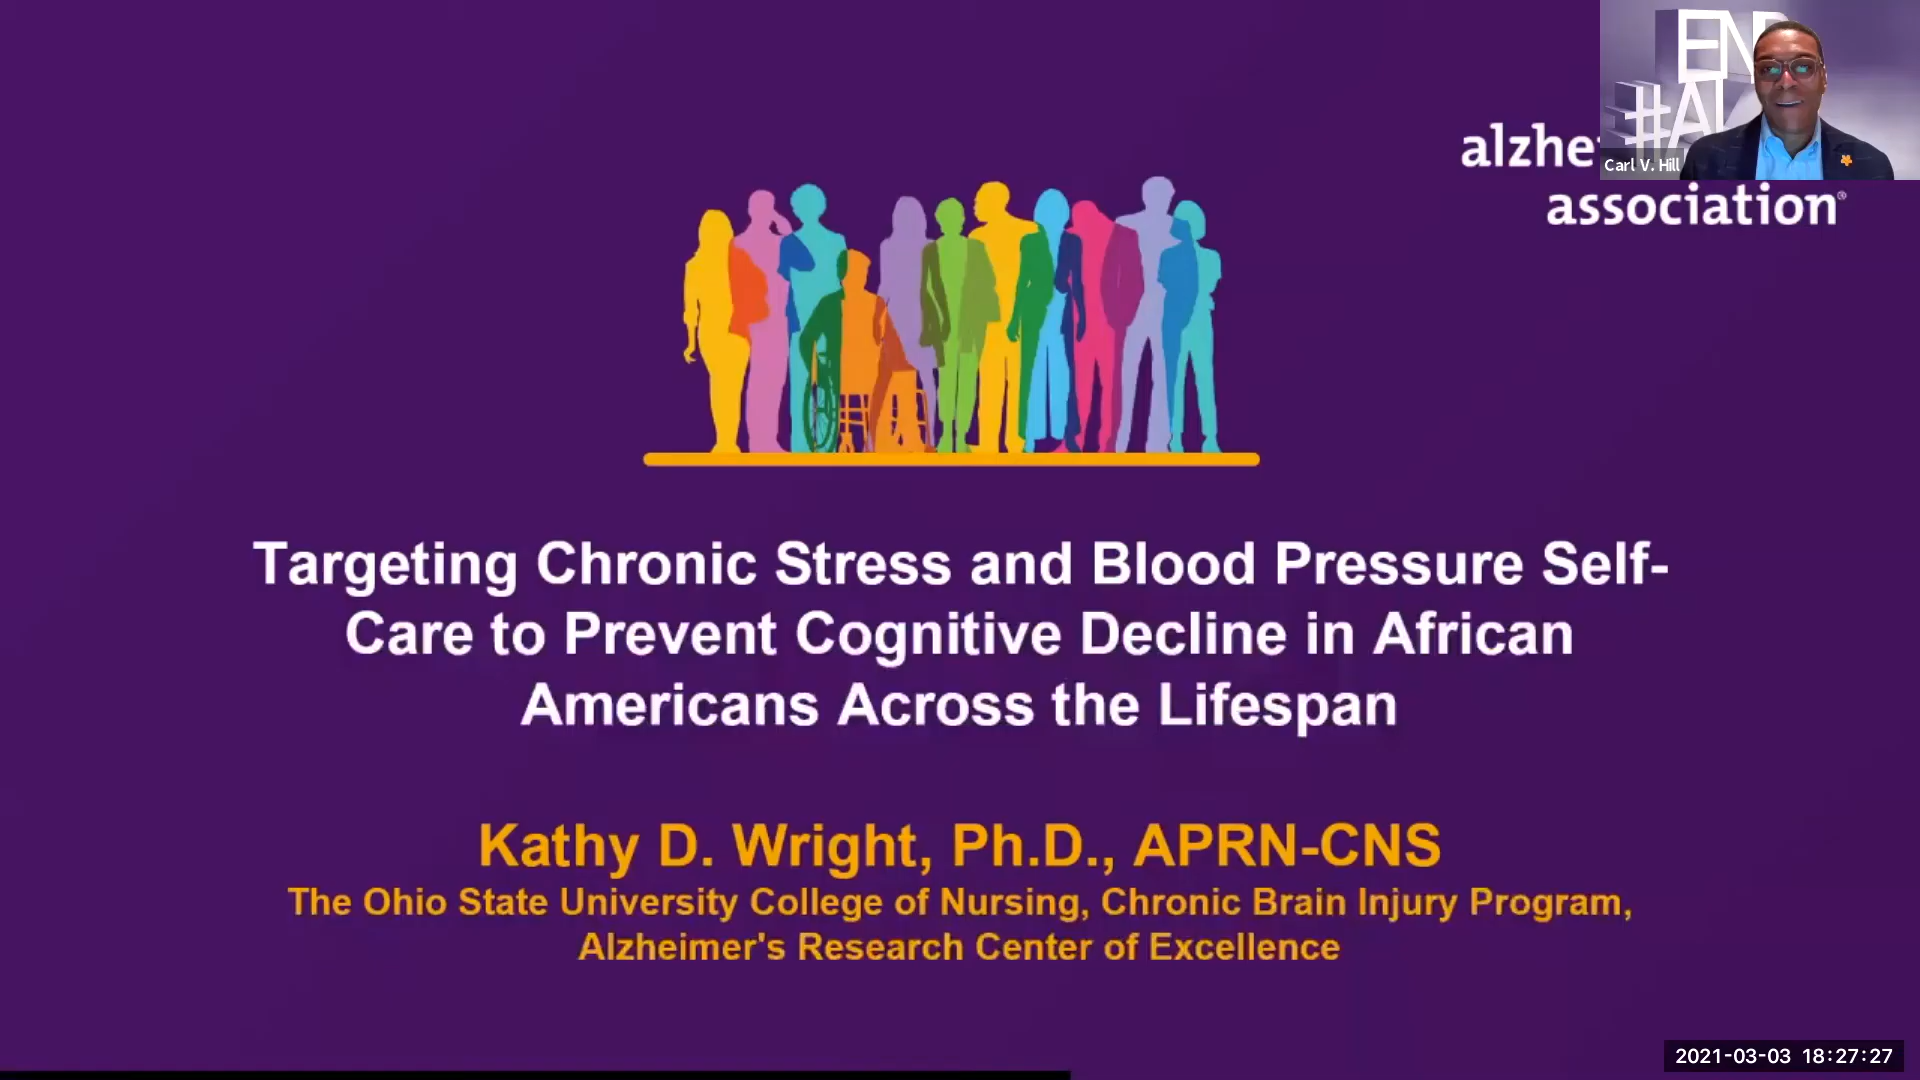 END
#AL
Carl V. Hill
alzhe
association®
Targeting Chronic Stress and Blood Pressure Self-
Care to Prevent Cognitive Decline in African
Americans Across the Lifespan
Kathy D. Wright, Ph.D., APRN-CNS
The Ohio State University College of Nursing, Chronic Brain Injury Program,
Alzheimer's Research Center of Excellence
2021-03-03 18:27:27